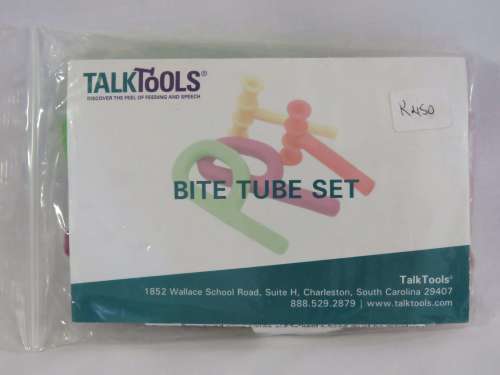 TALKTOOLS®
DISCOVER THE FEEL OF FEEDING AND SPEECH
R450
BITE TUBE SET
TalkTools®
1852 Wallace School Road, Suite H, Charleston, South Carolina 29407
888.529.2879 | www.talktools.com